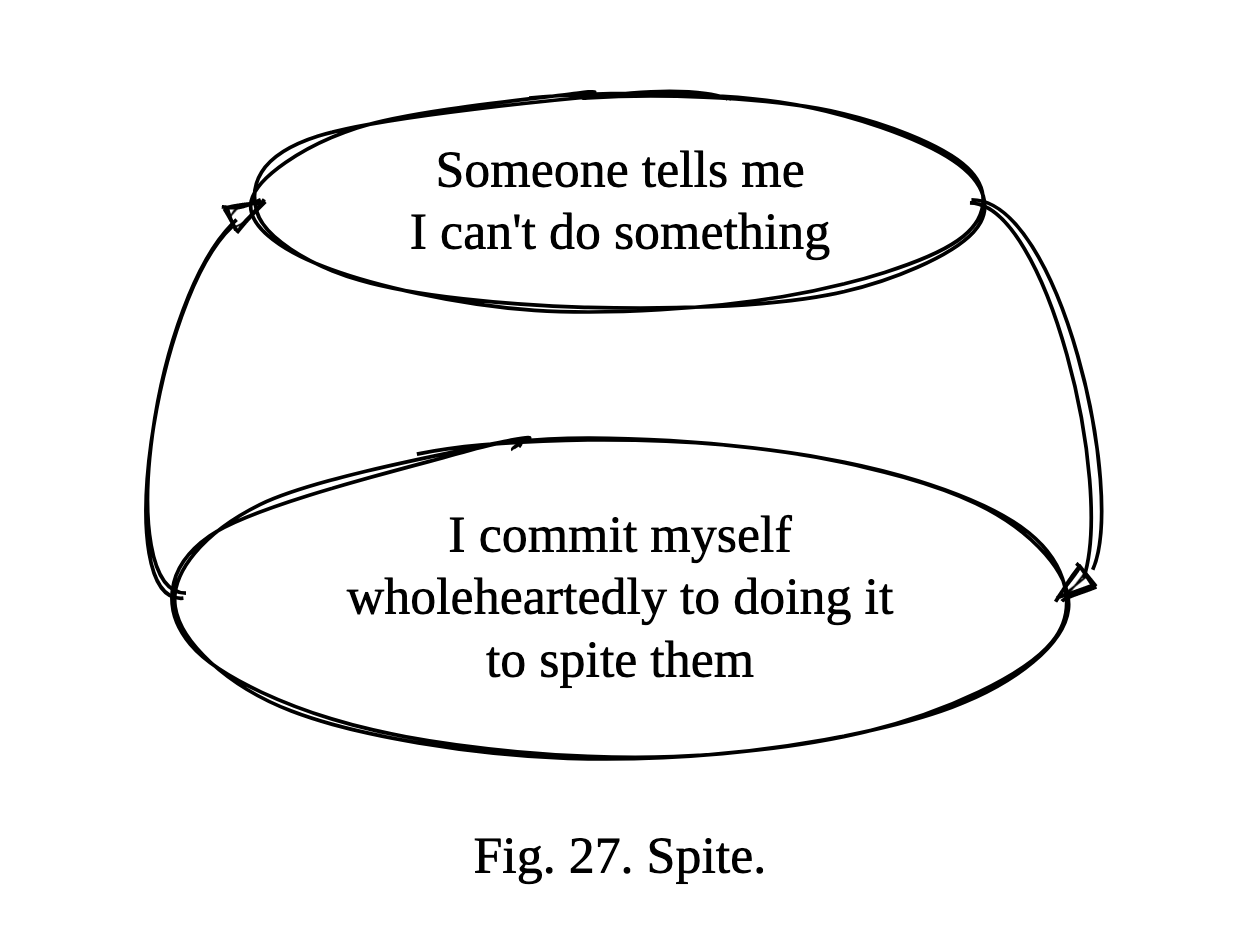 Someone tells me
I can't do something
I commit myself
wholeheartedly to doing it
to spite them
Fig. 27. Spite.